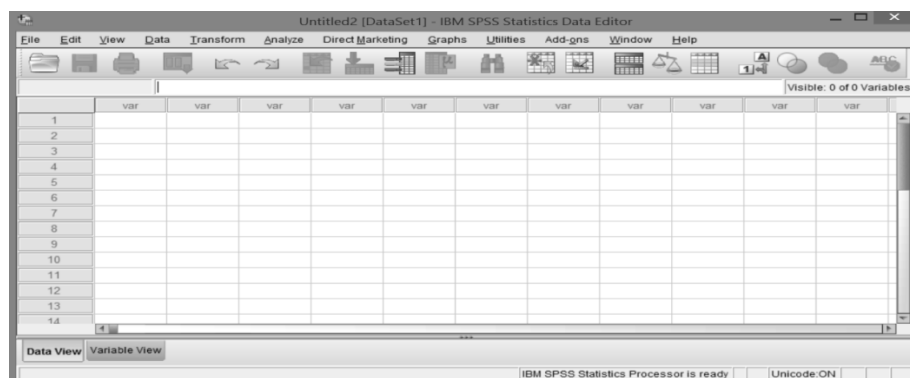 Untitled2 [DataSet1] - IBM SPSS Statistics Data Editor
File Edit View Data Transform Analyze Direct Marketing Graphs Utilities Add-ons Window Help
A
1 ABC
Visible: 0 of 0 Variables
var var var var var var var var var var var
1
2
3
4
5
6
7
8
9
10
11
12
13
14
Data View Variable View
IBM SPSS Statistics Processor is ready Unicode:ON